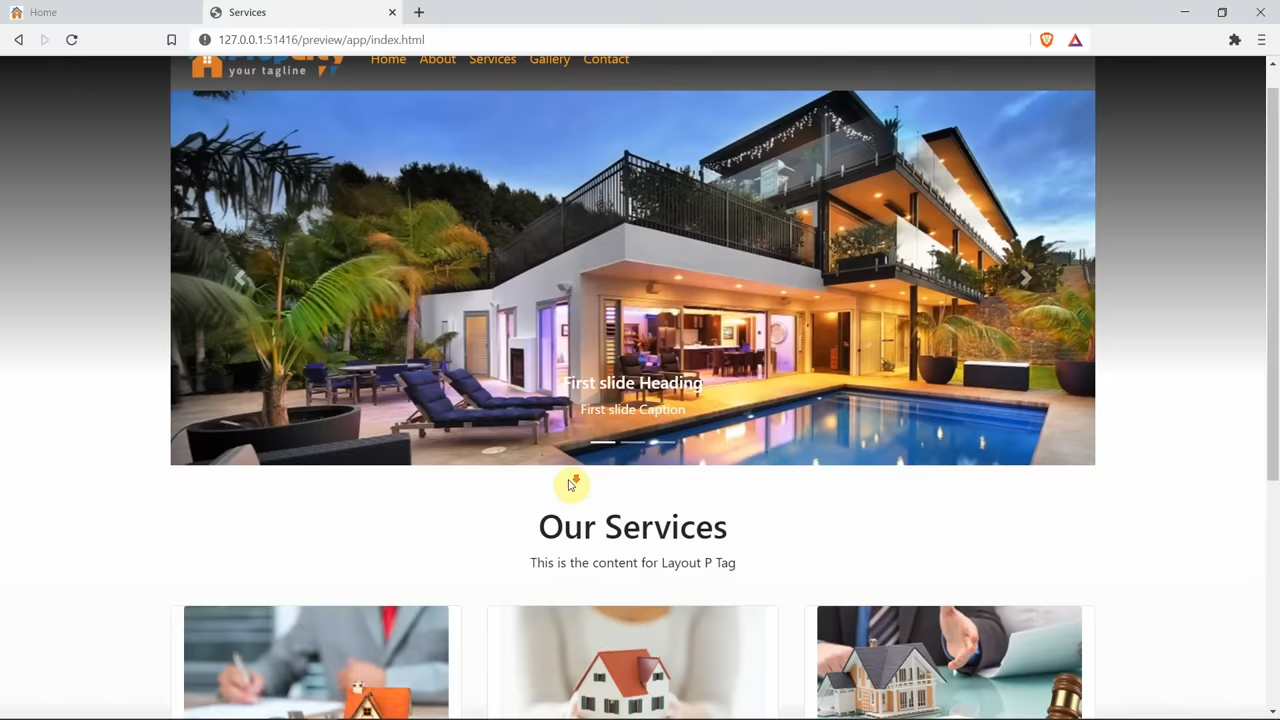 Home
Services
127.0.0.1:51416/preview/app/index.html
your tagline
Home About Services Gallery Contact
First slide Heading
First slide Caption
Our Services
This is the content for Layout P Tag